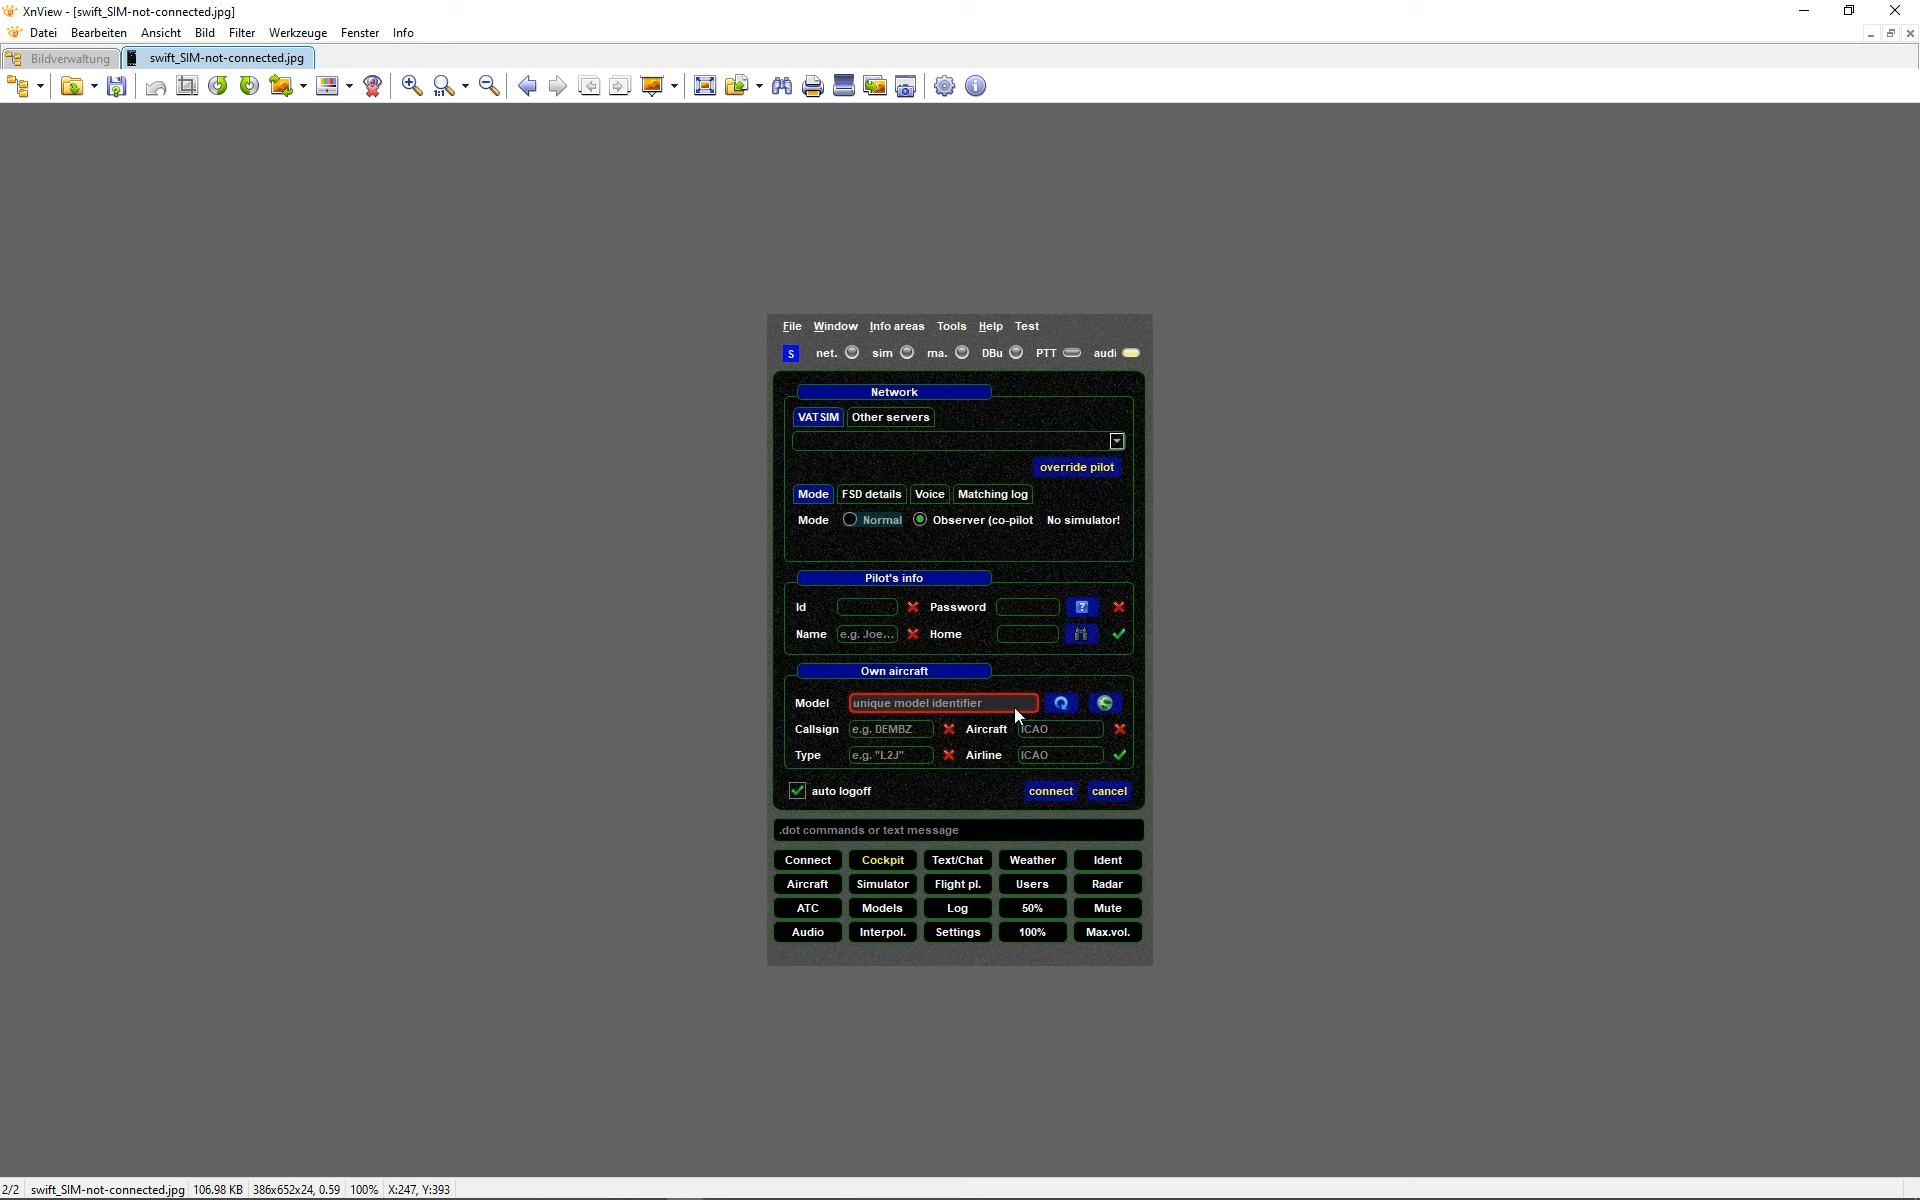 XnView - [swift_SIM-not-connected.jpg]
Datei Bearbeiten Ansicht Bild Filter Werkzeuge Fenster Info
Bildverwaltung swift_SIM-not-connected.jpg
File Window Info areas Tools Help Test
S net. sim ma. DBu PTT audi
Network
VATSIM Other servers
override pilot
Mode FSD details Voice Matching log
Mode Normal Observer (co-pilot No simulator!
Pilot's info
Id Password ?
Name e.g. Joe... Home
Own aircraft
Model unique model identifier
Callsign e.g. DEMBZ Aircraft ICAO
Type e.g. "L2J" Airline ICAO
auto logoff connect cancel
.dot commands or text message
Connect Cockpit Text/Chat Weather Ident
Aircraft Simulator Flight pl. Users Radar
ATC Models Log 50% Mute
Audio Interpol. Settings 100% Max.vol.
2/2 swift_SIM-not-connected.jpg 106.98 KB 386x652x24, 0.59 100% X:247, Y:393